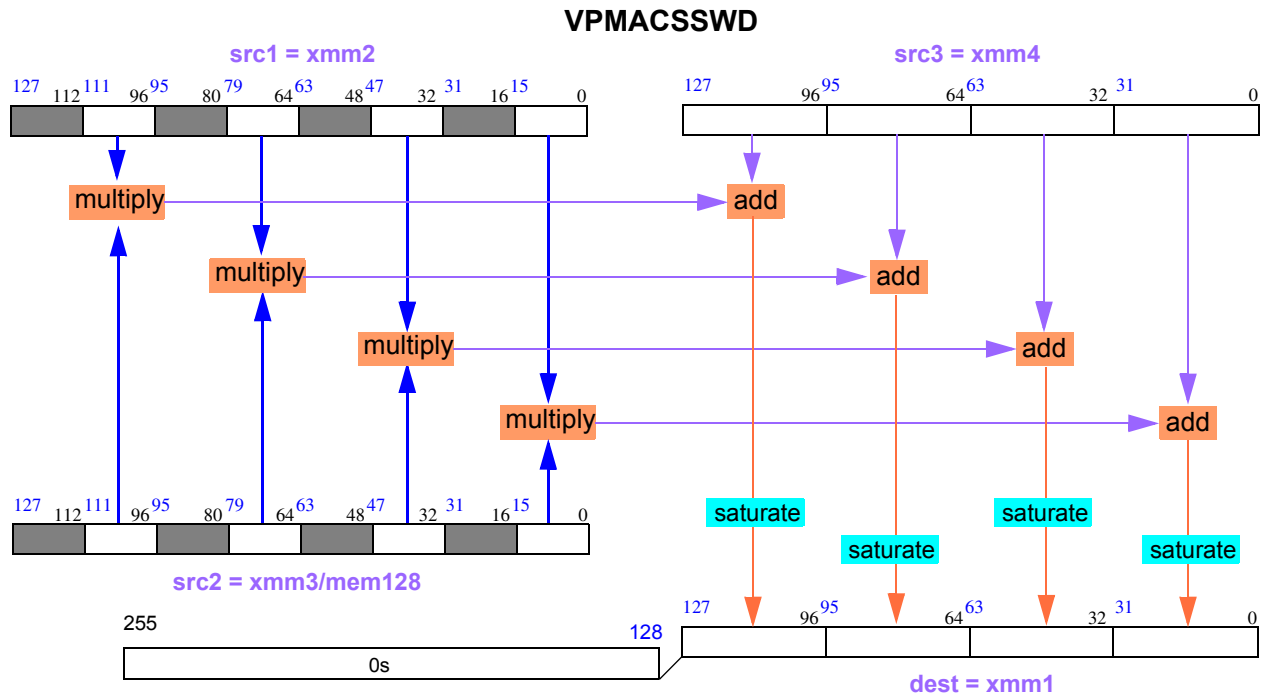 VPMACSSWD
src1 = xmm2 src3 = xmm4
127 111 95 79 63 47 31 15 127 95 63 31
112 96 80 64 48 32 16 0 96 64 32 0
multiply add
multiply add
multiply add
multiply add
saturate saturate
127 111 95 79 63 47 31 15
112 96 80 64 48 32 16 0
saturate saturate
src2 = xmm3/mem128
127 95 63 31
96 64 32 0
255 128
0s
dest = xmm1